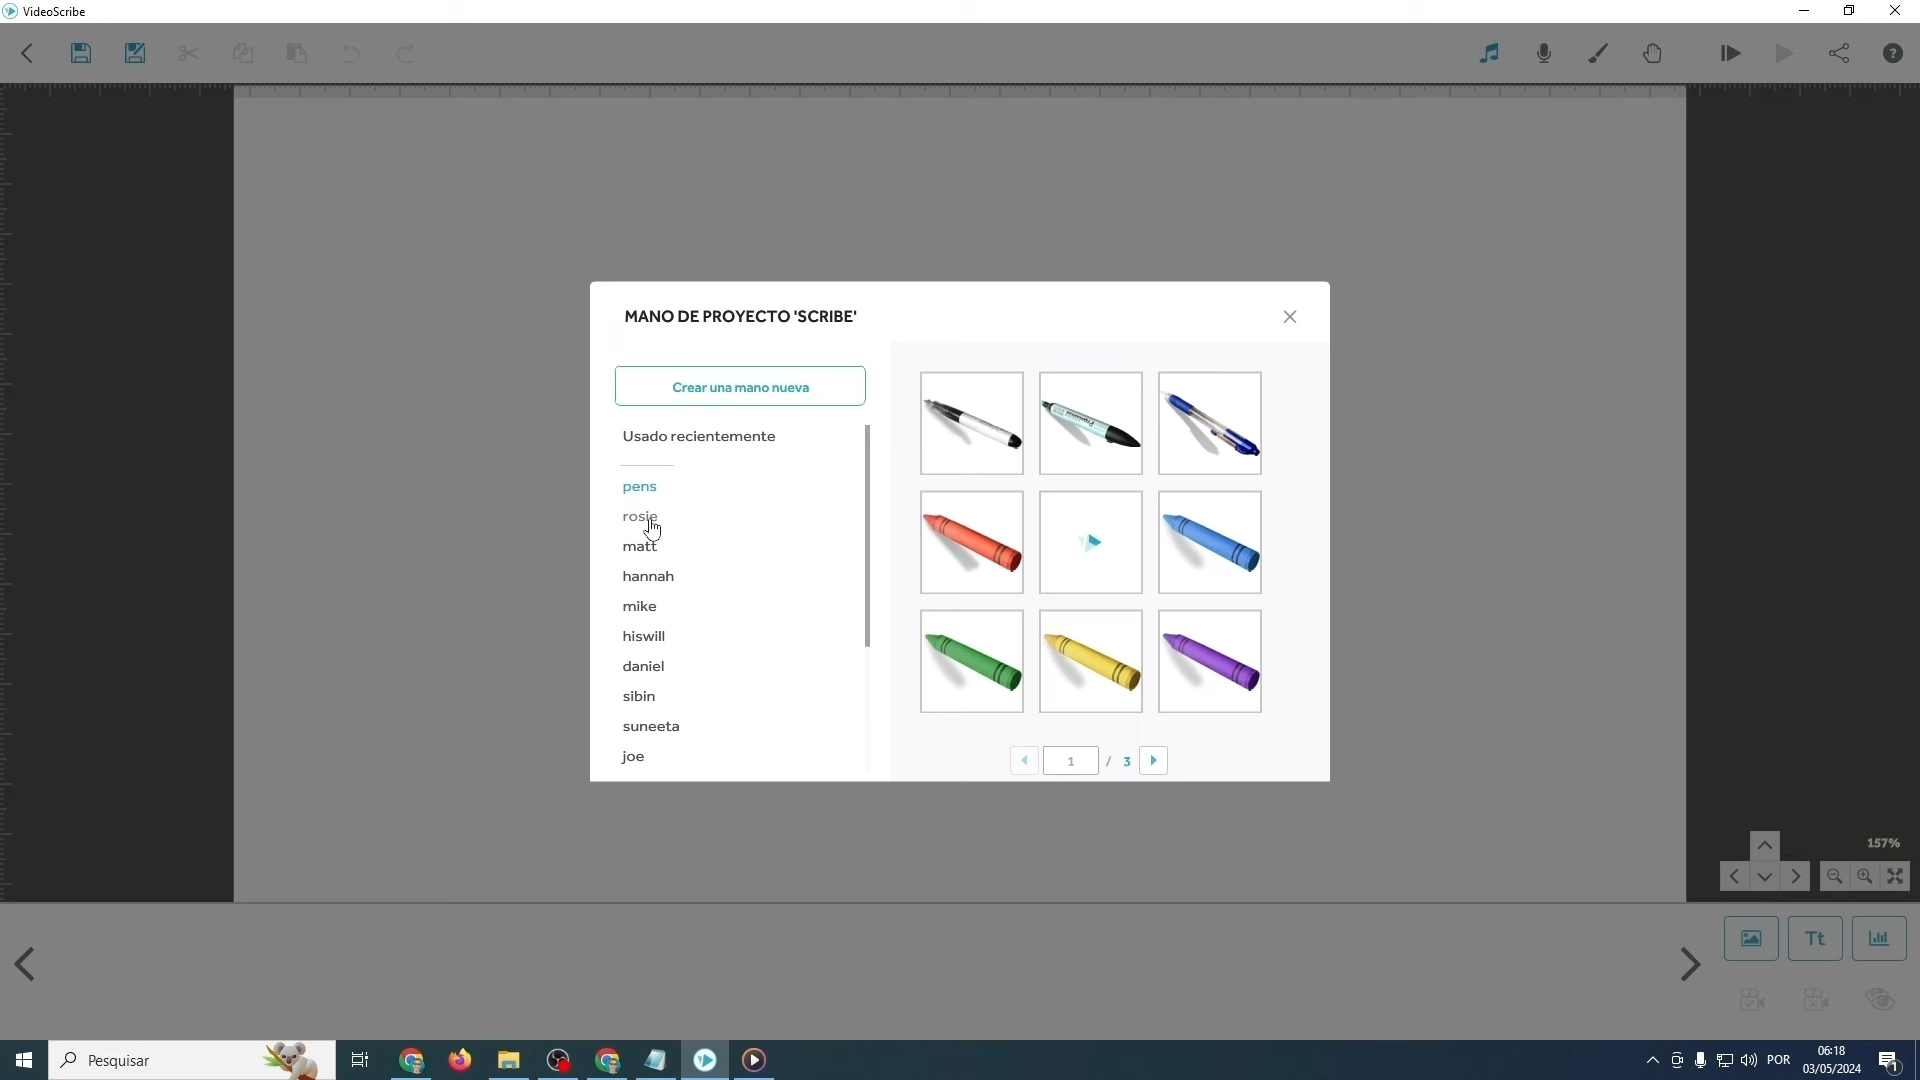 VideoScribe
MANO DE PROYECTO 'SCRIBE'
Crear una mano nueva
Usado recientemente
pens
rosie
matt
hannah
mike
hiswill
daniel
sibin
suneeta
joe
1 / 3
157%
Tt
Pesquisar
POR
06:18
03/05/2024
1